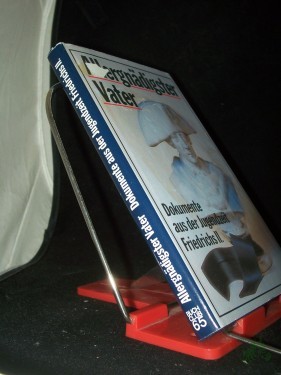 Allergnädigster
Vater
Dokumente
aus der Jugendzeit
Friedrichs II.
Allergnädigster Vater Dokumente aus der Jugendzeit Friedrichs II.